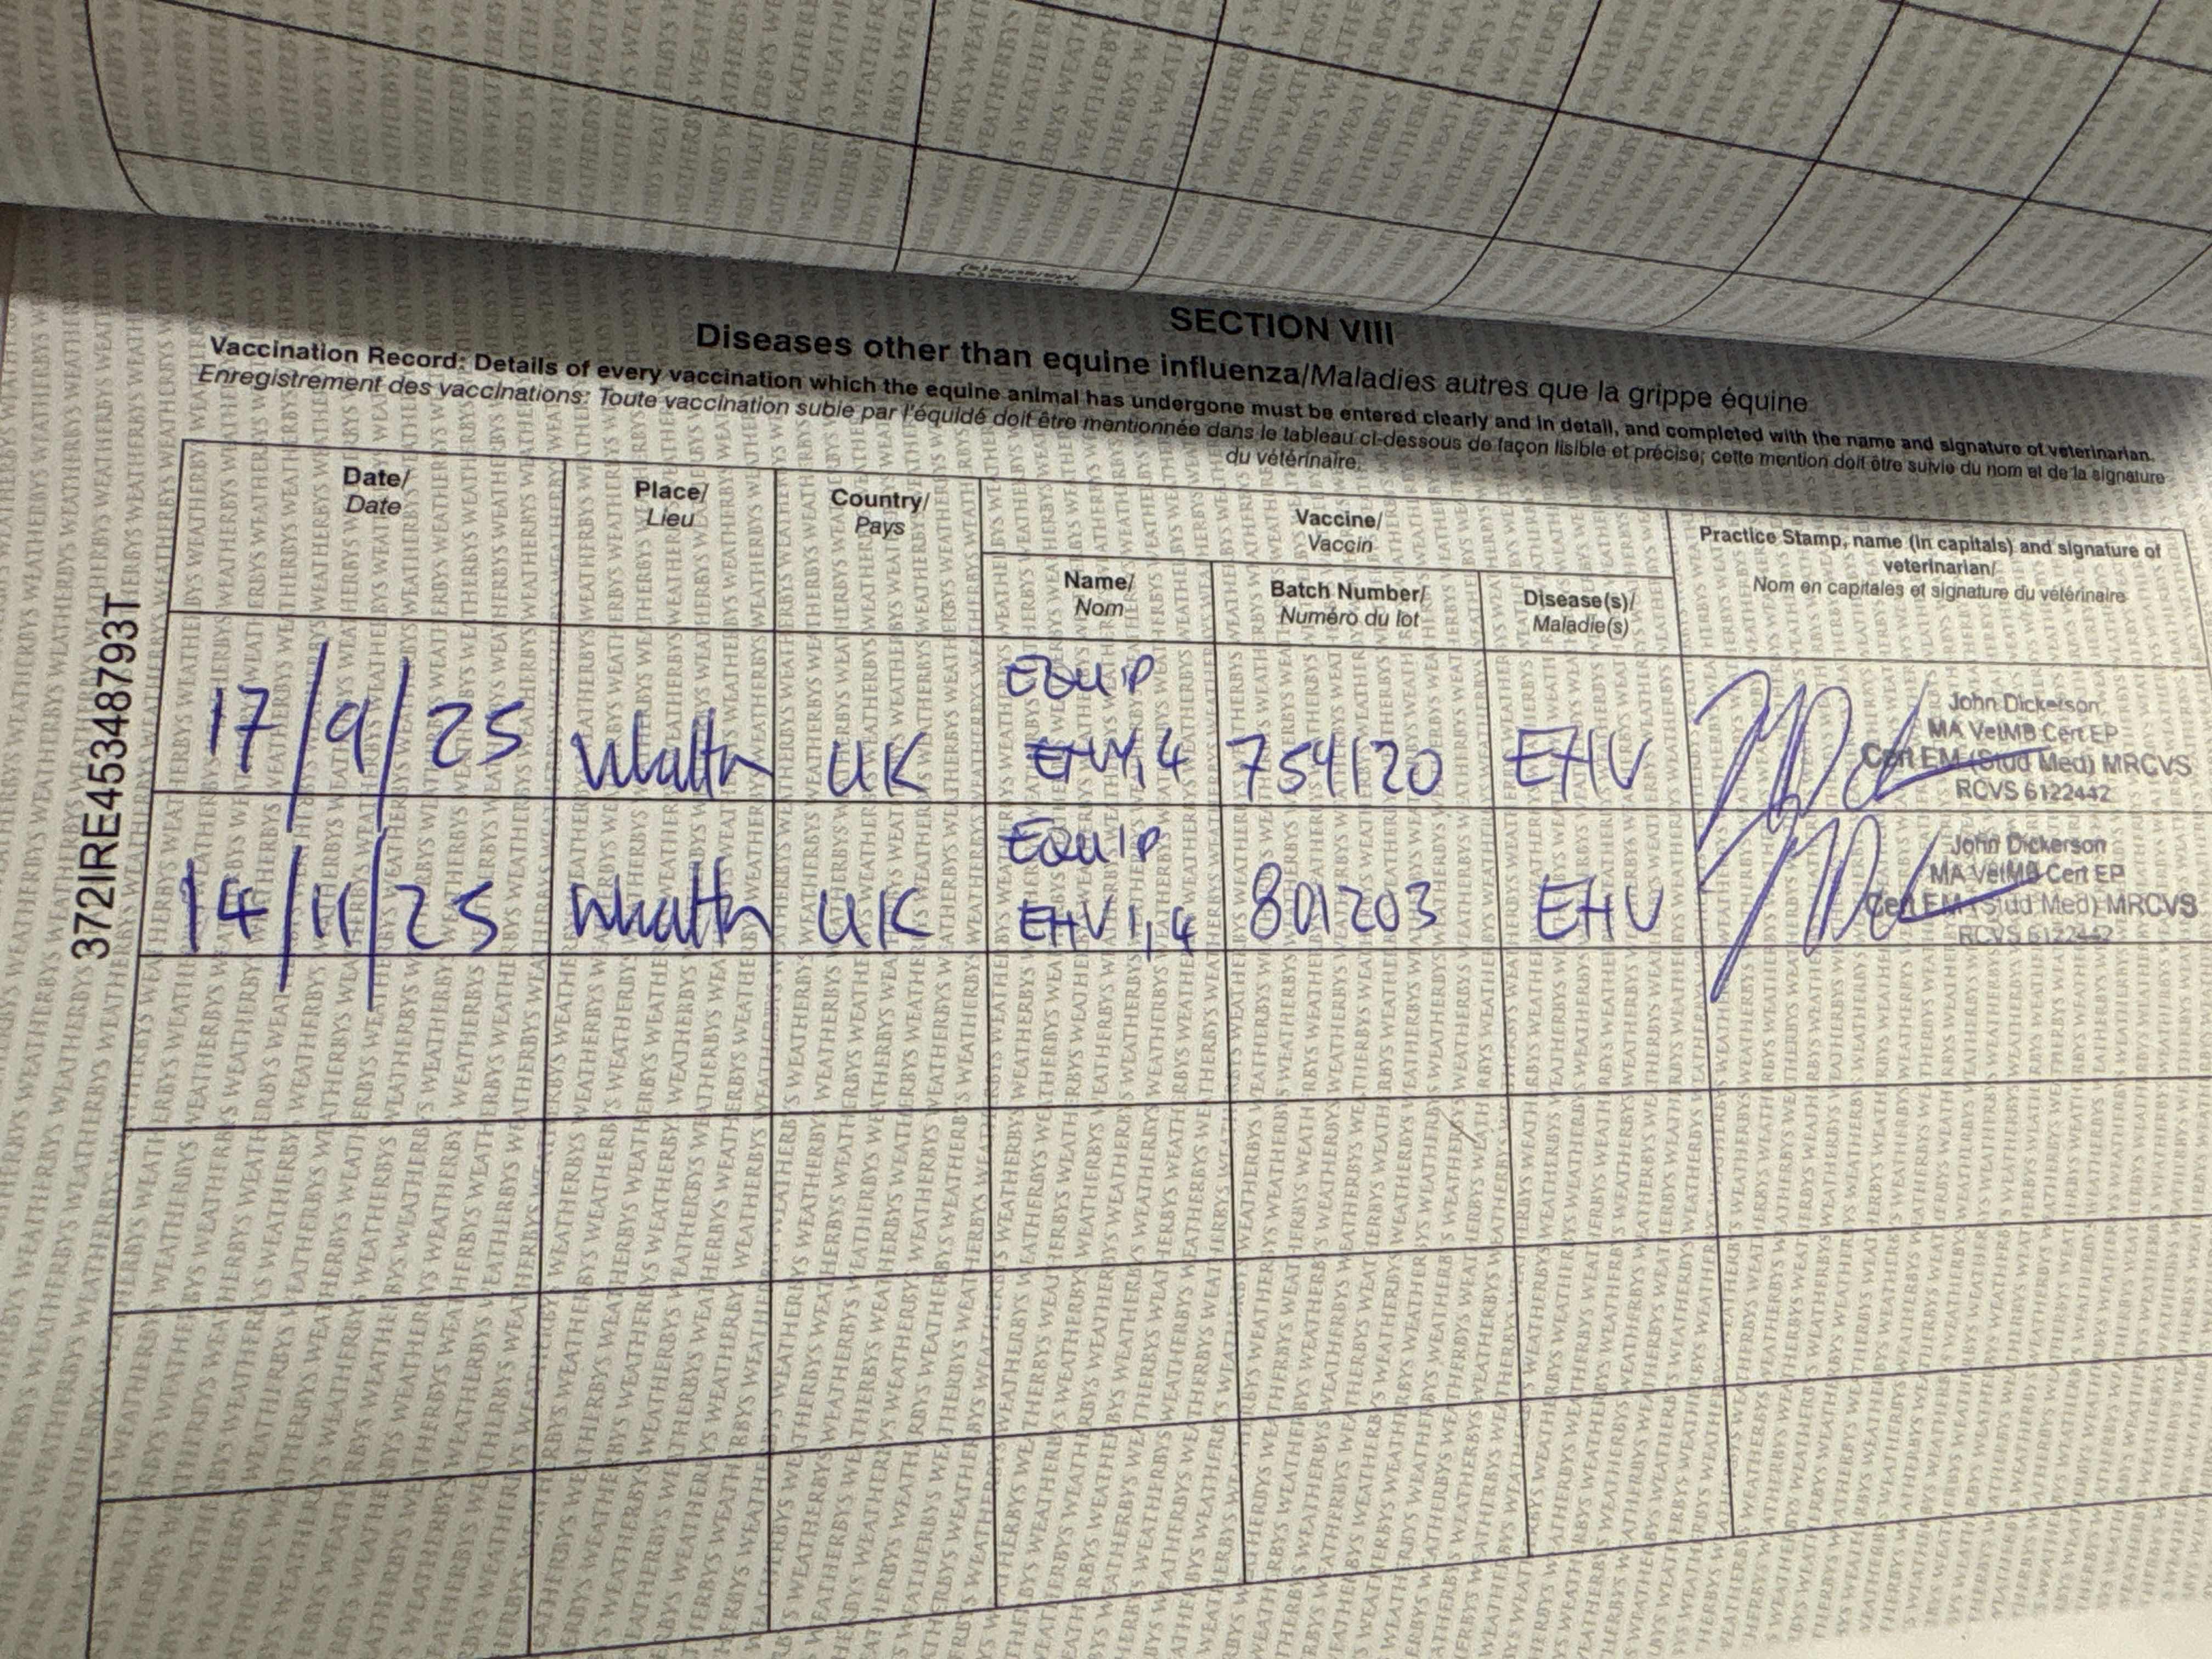 SECTION VIII
Diseases other than equine influenza/Maladies autres que la grippe équine
Vaccination Record: Details of every vaccination which the equine animal has undergone must be entered clearly and in detail, and completed with the name and signature of veterinarian.
Enregistrement des vaccinations: Toute vaccination subie par l'équidé doit être mentionnée dans le tableau ci-dessous de façon lisible et précise; cette mention doit être suivie du nom et de la signature
du vétérinaire.
Date/
Date
Place/
Lieu
Country/
Pays
Vaccine/
Vaccin
Name/
Nom
Batch Number/
Numéro du lot
Disease(s)/
Maladie(s)
Practice Stamp, name (in capitals) and signature of
veterinarian/
Nom en capitales et signature du vétérinaire
17/9/25 UK Equip EHV1,4 754120 EHV
John Dickerson
MA VetMB Cert EP
Cert EM (Stud Med) MRCVS
RCVS 6122442
14/11/25 UK Equip EHV 1,4 801203 EHV
John Dickerson
MA VetMB Cert EP
Cert EM (Stud Med) MRCVS
RCVS 6122442
372IRE45348793T